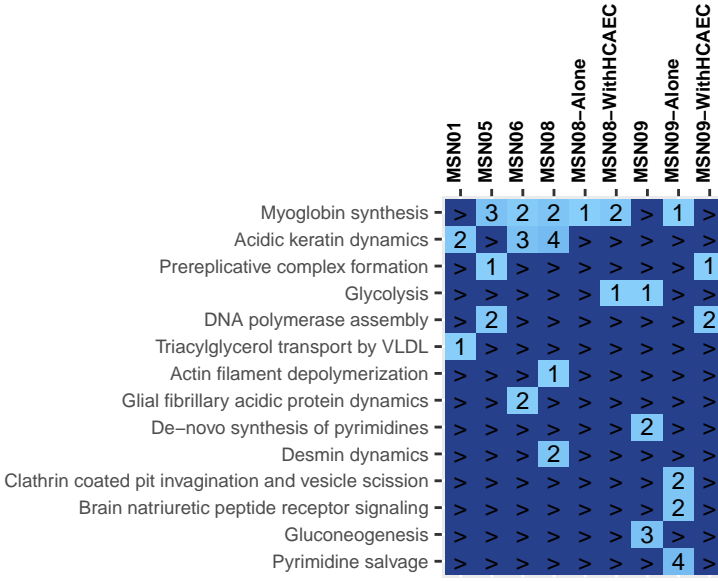 MSN01 MSN05 MSN06 MSN08 MSN08−Alone MSN08−WithHCAEC MSN09 MSN09−Alone MSN09−WithHCAEC
Myoglobin synthesis > 3 2 2 1 2 > 1 >
Acidic keratin dynamics 2 > 3 4 > > > > >
Prereplicative complex formation > 1 > > > > > > 1
Glycolysis > > > > > 1 1 > >
DNA polymerase assembly > 2 > > > > > > 2
Triacylglycerol transport by VLDL 1 > > > > > > > >
Actin filament depolymerization > > > 1 > > > > >
Glial fibrillary acidic protein dynamics > > 2 > > > > > >
De−novo synthesis of pyrimidines > > > > > > 2 > >
Desmin dynamics > > > 2 > > > > >
Clathrin coated pit invagination and vesicle scission > > > > > > > 2 >
Brain natriuretic peptide receptor signaling > > > > > > > 2 >
Gluconeogenesis > > > > > > 3 > >
Pyrimidine salvage > > > > > > > 4 >